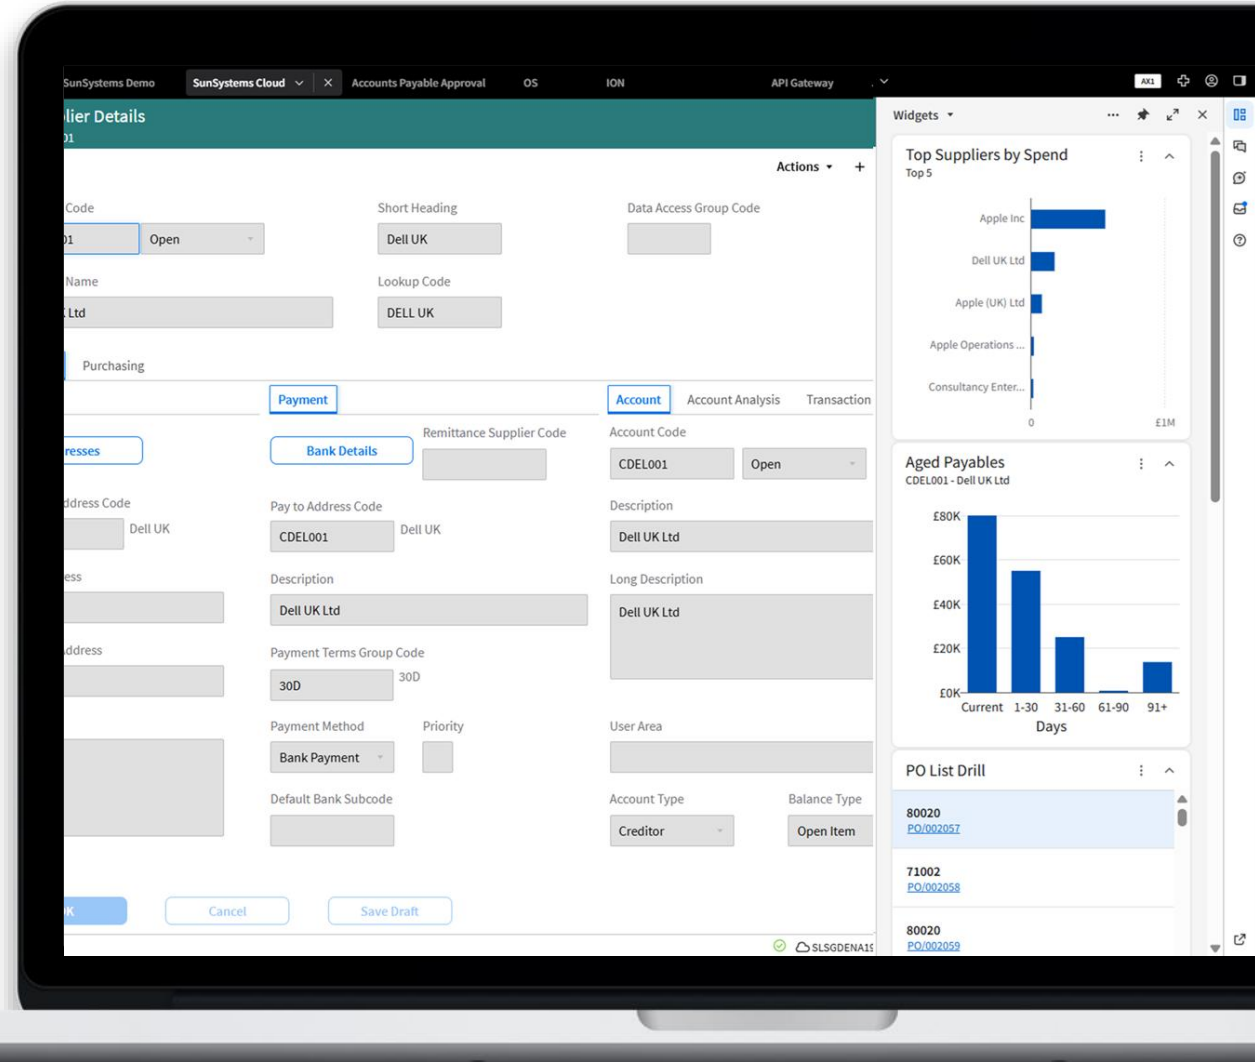 SunSystems Demo SunSystems Cloud Accounts Payable Approval OS ION API Gateway AX1
lier Details
01
Actions +
Code Short Heading Data Access Group Code
01 Open Dell UK
Name Lookup Code
Ltd DELL UK
Purchasing
Payment Account Account Analysis Transaction
resses Bank Details Remittance Supplier Code Account Code
CDEL001 Open
ddress Code Pay to Address Code Description
Dell UK CDEL001 Dell UK Dell UK Ltd
ess Description Long Description
Dell UK Ltd Dell UK Ltd
ddress Payment Terms Group Code
30D 30D
Payment Method Priority User Area
Bank Payment
Default Bank Subcode Account Type Balance Type
Creditor Open Item
OK Cancel Save Draft
SLSGDENA19
Widgets
Top Suppliers by Spend
Top 5
Apple Inc
Dell UK Ltd
Apple (UK) Ltd
Apple Operations ...
Consultancy Enter...
0 £1M
Aged Payables
CDEL001 - Dell UK Ltd
£80K
£60K
£40K
£20K
£0K
Current 1-30 31-60 61-90 91+
Days
PO List Drill
80020
PO/002057
71002
PO/002058
80020
PO/002059